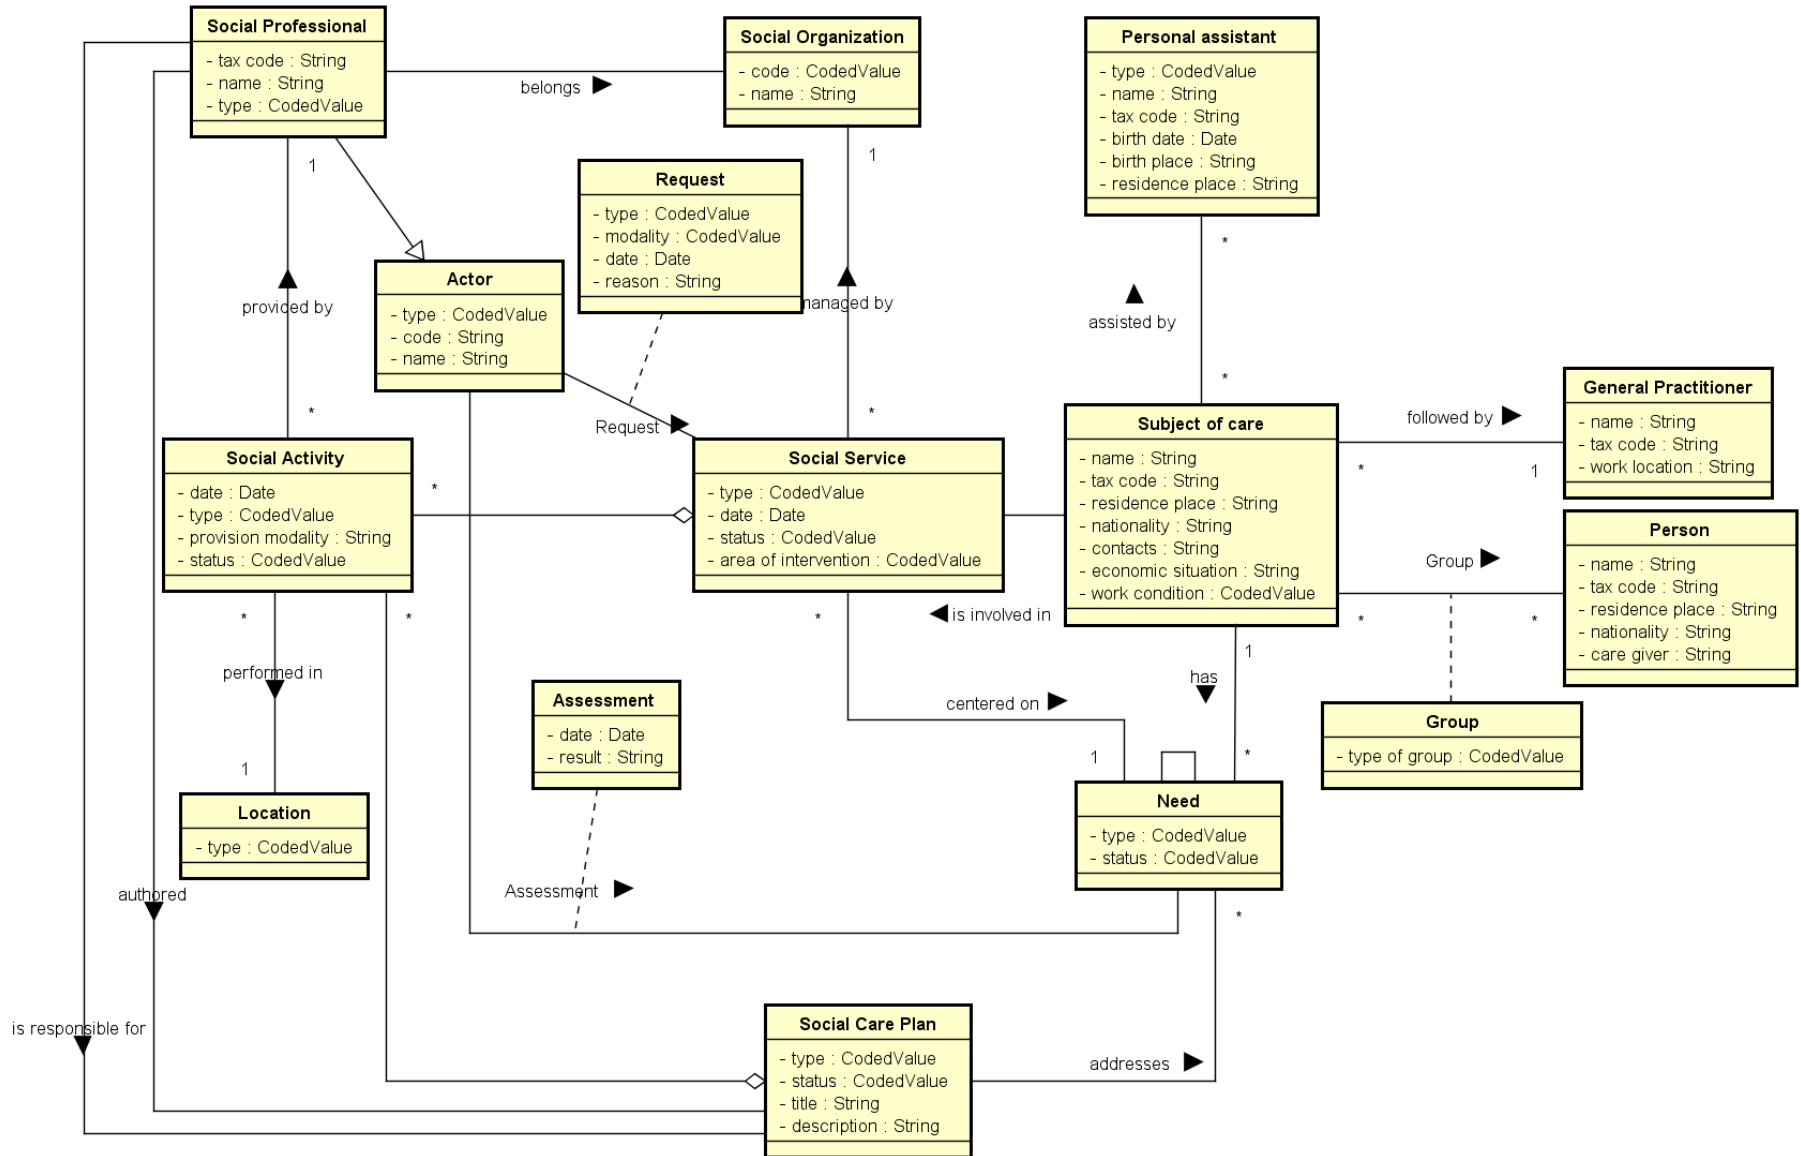 Social Professional
- tax code : String
- name : String
- type : CodedValue
belongs
Social Organization
- code : CodedValue
- name : String
Personal assistant
- type : CodedValue
- name : String
- tax code : String
- birth date : Date
- birth place : String
- residence place : String
1
1
Request
- type : CodedValue
- modality : CodedValue
- date : Date
- reason : String
*
Actor
- type : CodedValue
- code : String
- name : String
provided by
managed by
assisted by
*
*
*
Request
General Practitioner
- name : String
- tax code : String
- work location : String
followed by
*
1
Social Activity
- date : Date
- type : CodedValue
- provision modality : String
- status : CodedValue
*
Social Service
- type : CodedValue
- date : Date
- status : CodedValue
- area of intervention : CodedValue
Subject of care
- name : String
- tax code : String
- residence place : String
- nationality : String
- contacts : String
- economic situation : String
- work condition : CodedValue
Group
*
*
Person
- name : String
- tax code : String
- residence place : String
- nationality : String
- care giver : String
*
*
*
is involved in
1
performed in
has
centered on
Assessment
- date : Date
- result : String
Group
- type of group : CodedValue
1
1
*
Location
- type : CodedValue
Need
- type : CodedValue
- status : CodedValue
authored
Assessment
*
is responsible for
Social Care Plan
- type : CodedValue
- status : CodedValue
- title : String
- description : String
addresses